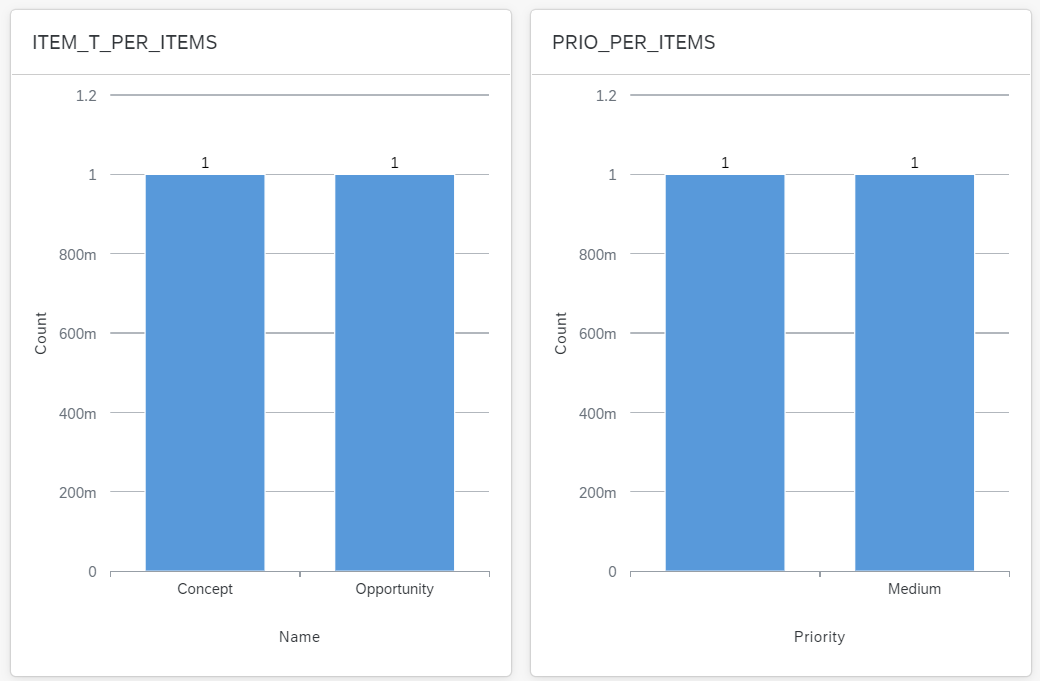 ITEM_T_PER_ITEMS
1.2
1
800m
600m
400m
200m
0
Count
1
1
Concept
Opportunity
Name
PRIO_PER_ITEMS
1.2
1
800m
600m
400m
200m
0
Count
1
1
Medium
Priority